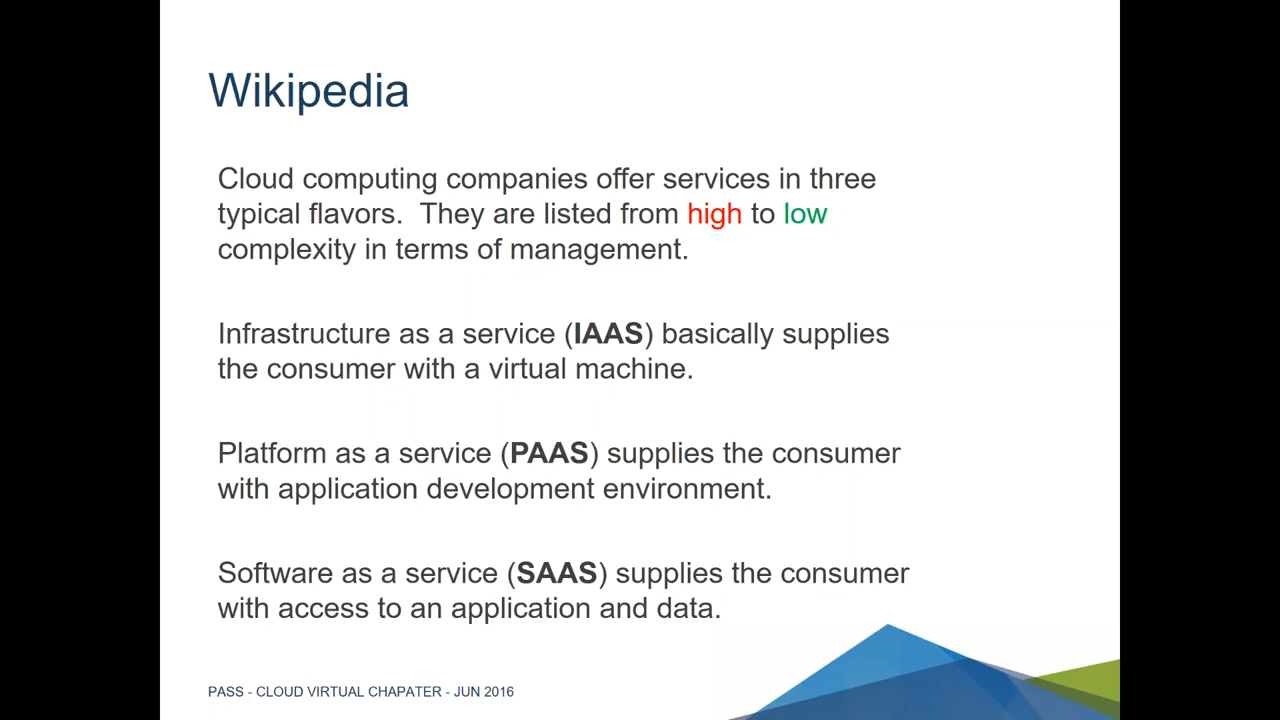 Wikipedia
Cloud computing companies offer services in three
typical flavors.  They are listed from high to low
complexity in terms of management.
Infrastructure as a service (IAAS) basically supplies
the consumer with a virtual machine.
Platform as a service (PAAS) supplies the consumer
with application development environment.
Software as a service (SAAS) supplies the consumer
with access to an application and data.
PASS - CLOUD VIRTUAL CHAPATER - JUN 2016